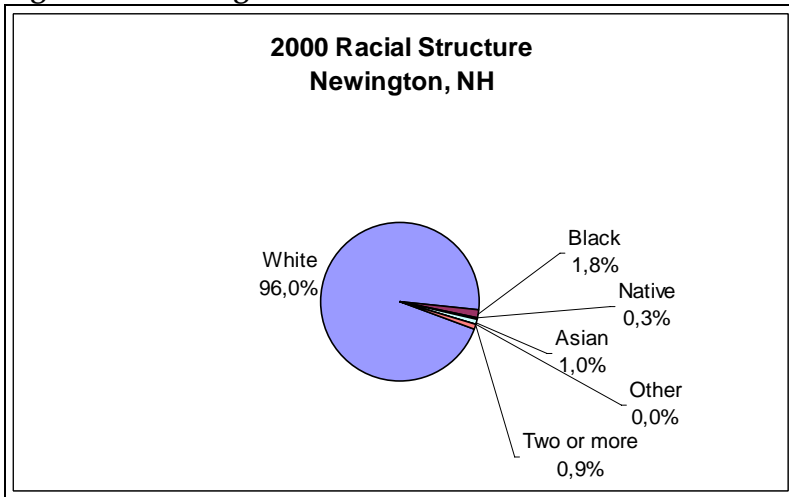 2000 Racial Structure
Newington, NH
White
96,0%
Black
1,8%
Native
0,3%
Asian
1,0%
Other
0,0%
Two or more
0,9%